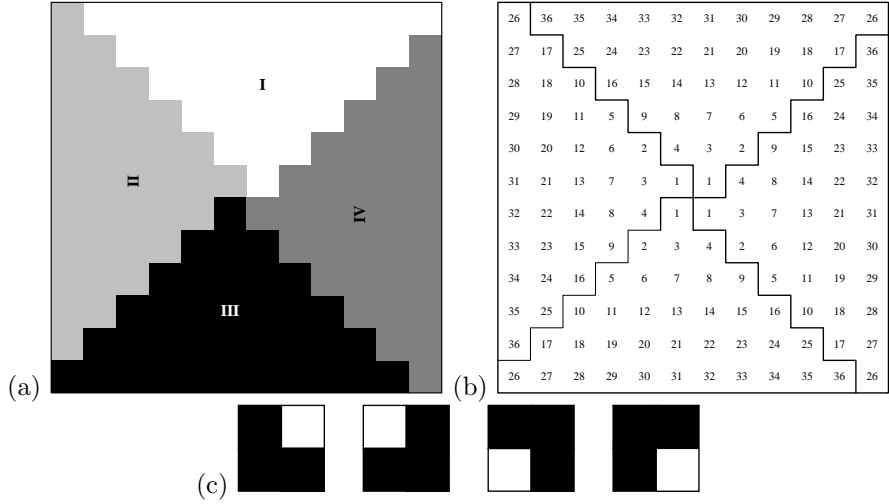 I
II
IV
III
(a)
26 36 35 34 33 32 31 30 29 28 27 26
27 17 25 24 23 22 21 20 19 18 17 36
28 18 10 16 15 14 13 12 11 10 25 35
29 19 11 5 9 8 7 6 5 16 24 34
30 20 12 6 2 4 3 2 9 15 23 33
31 21 13 7 3 1 1 4 8 14 22 32
32 22 14 8 4 1 1 3 7 13 21 31
33 23 15 9 2 3 4 2 6 12 20 30
34 24 16 5 6 7 8 9 5 11 19 29
35 25 10 11 12 13 14 15 16 10 18 28
36 17 18 19 20 21 22 23 24 25 17 27
26 27 28 29 30 31 32 33 34 35 36 26
(b)
(c)